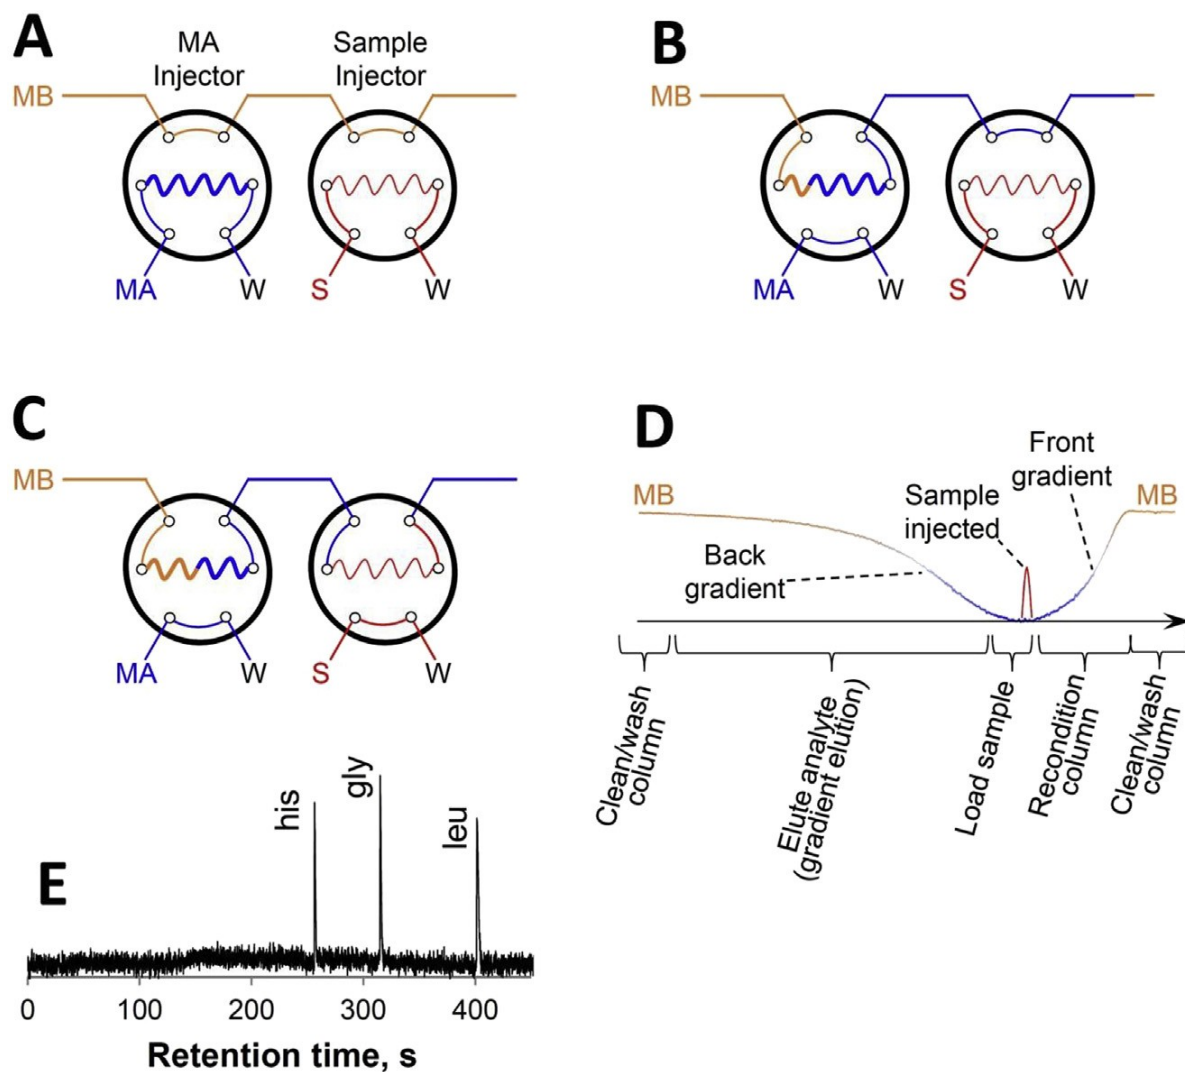 A
MA
Injector
Sample
Injector
MB
MA
W
S
W
B
MB
MA
W
S
W
C
MB
MA
W
S
W
D
MB
Back
gradient
Sample
injected
Front
gradient
MB
Clean/wash
column
Elute analyte
(gradient elution)
Load sample
Recondition
column
Clean/wash
column
E
his
gly
leu
0
100
200
300
400
Retention time, s